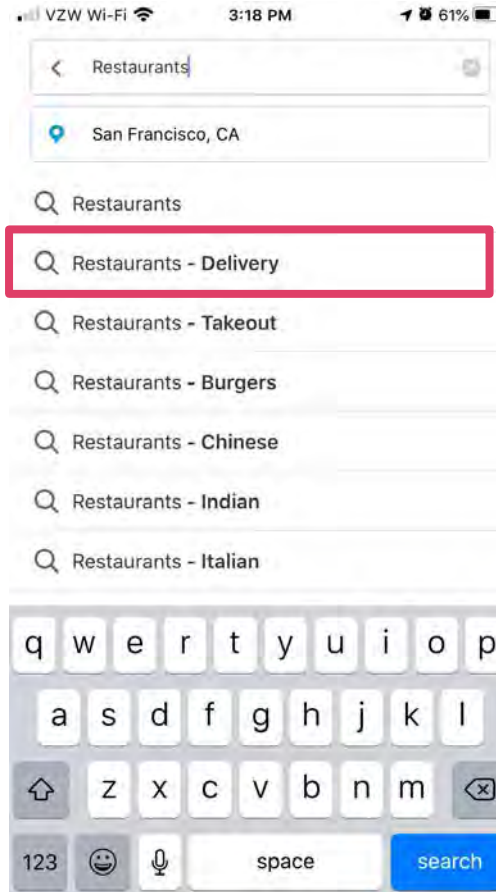 VZW Wi-Fi 3:18 PM 61%
Restaurants
San Francisco, CA
Restaurants
Restaurants - Delivery
Restaurants - Takeout
Restaurants - Burgers
Restaurants - Chinese
Restaurants - Indian
Restaurants - Italian
q w e r t y u i o p
a s d f g h j k l
z x c v b n m
123 space search